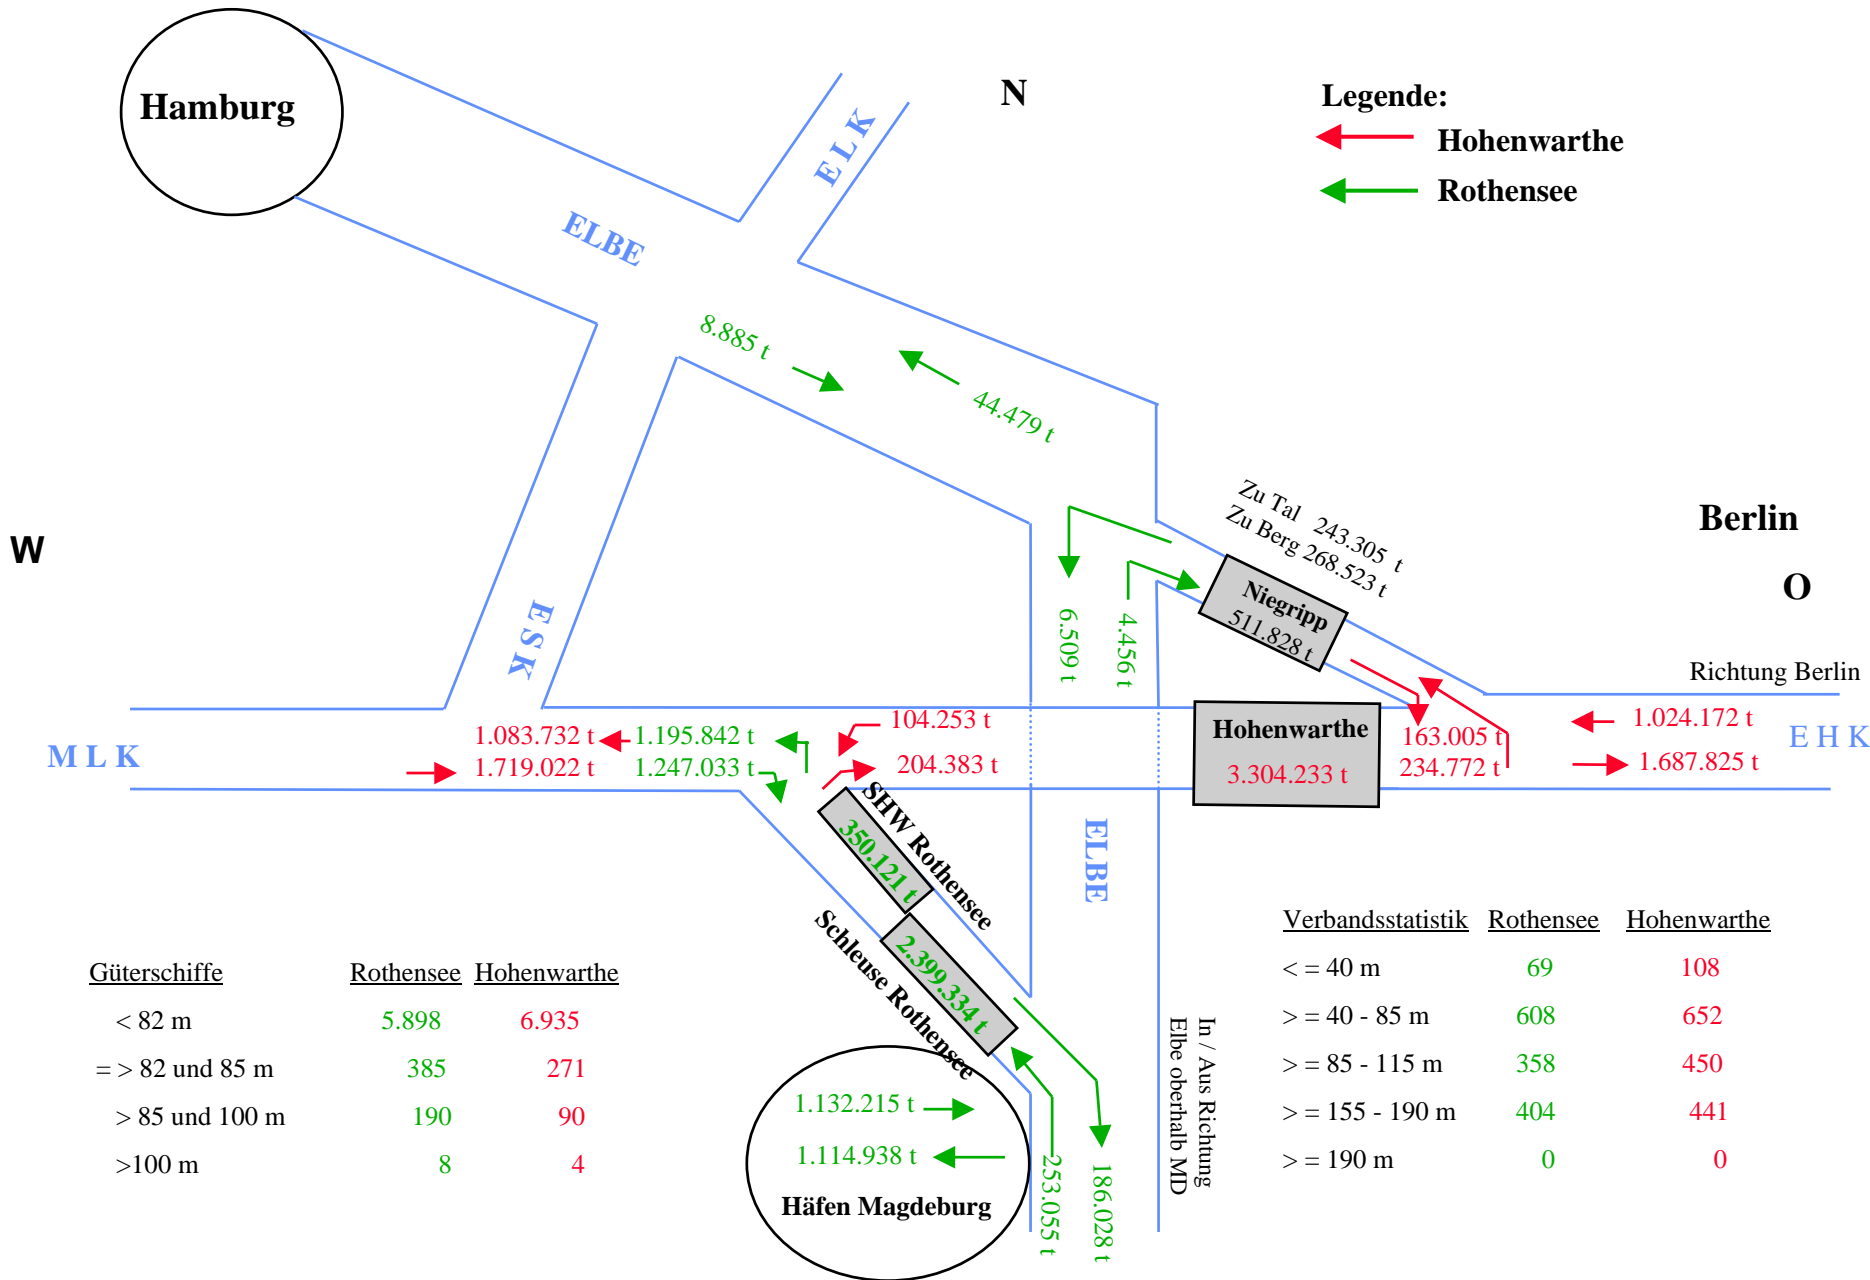 Hamburg
N
Legende:
Hohenwarthe
Rothensee
E L K
ELBE
8.885 t
44.479 t
W
Berlin
O
Zu Tal 243.305 t
Zu Berg 268.523 t
Niegripp
511.828 t
6.509 t
4.456 t
E S K
Richtung Berlin
M L K
1.083.732 t
1.195.842 t
104.253 t
1.719.022 t
1.247.033 t
204.383 t
Hohenwarthe
3.304.233 t
163.005 t
234.772 t
1.024.172 t
1.687.825 t
E H K
SHW Rothensee
350.121 t
Schleuse Rothensee
2.399.334 t
ELBE
In / Aus Richtung
Elbe oberhalb MD
1.132.215 t
1.114.938 t
Häfen Magdeburg
253.055 t
186.028 t
Güterschiffe Rothensee Hohenwarthe
< 82 m 5.898 6.935
= > 82 und 85 m 385 271
> 85 und 100 m 190 90
>100 m 8 4
Verbandsstatistik Rothensee Hohenwarthe
< = 40 m 69 108
> = 40 - 85 m 608 652
> = 85 - 115 m 358 450
> = 155 - 190 m 404 441
> = 190 m 0 0